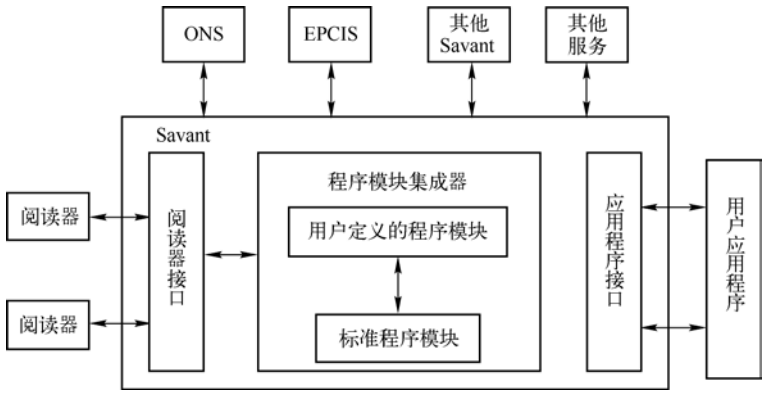 ONS
EPCIS
其他
Savant
其他
服务
Savant
阅读器
阅读器
阅读器接口
程序模块集成器
用户定义的程序模块
标准程序模块
应用程序接口
用户应用程序